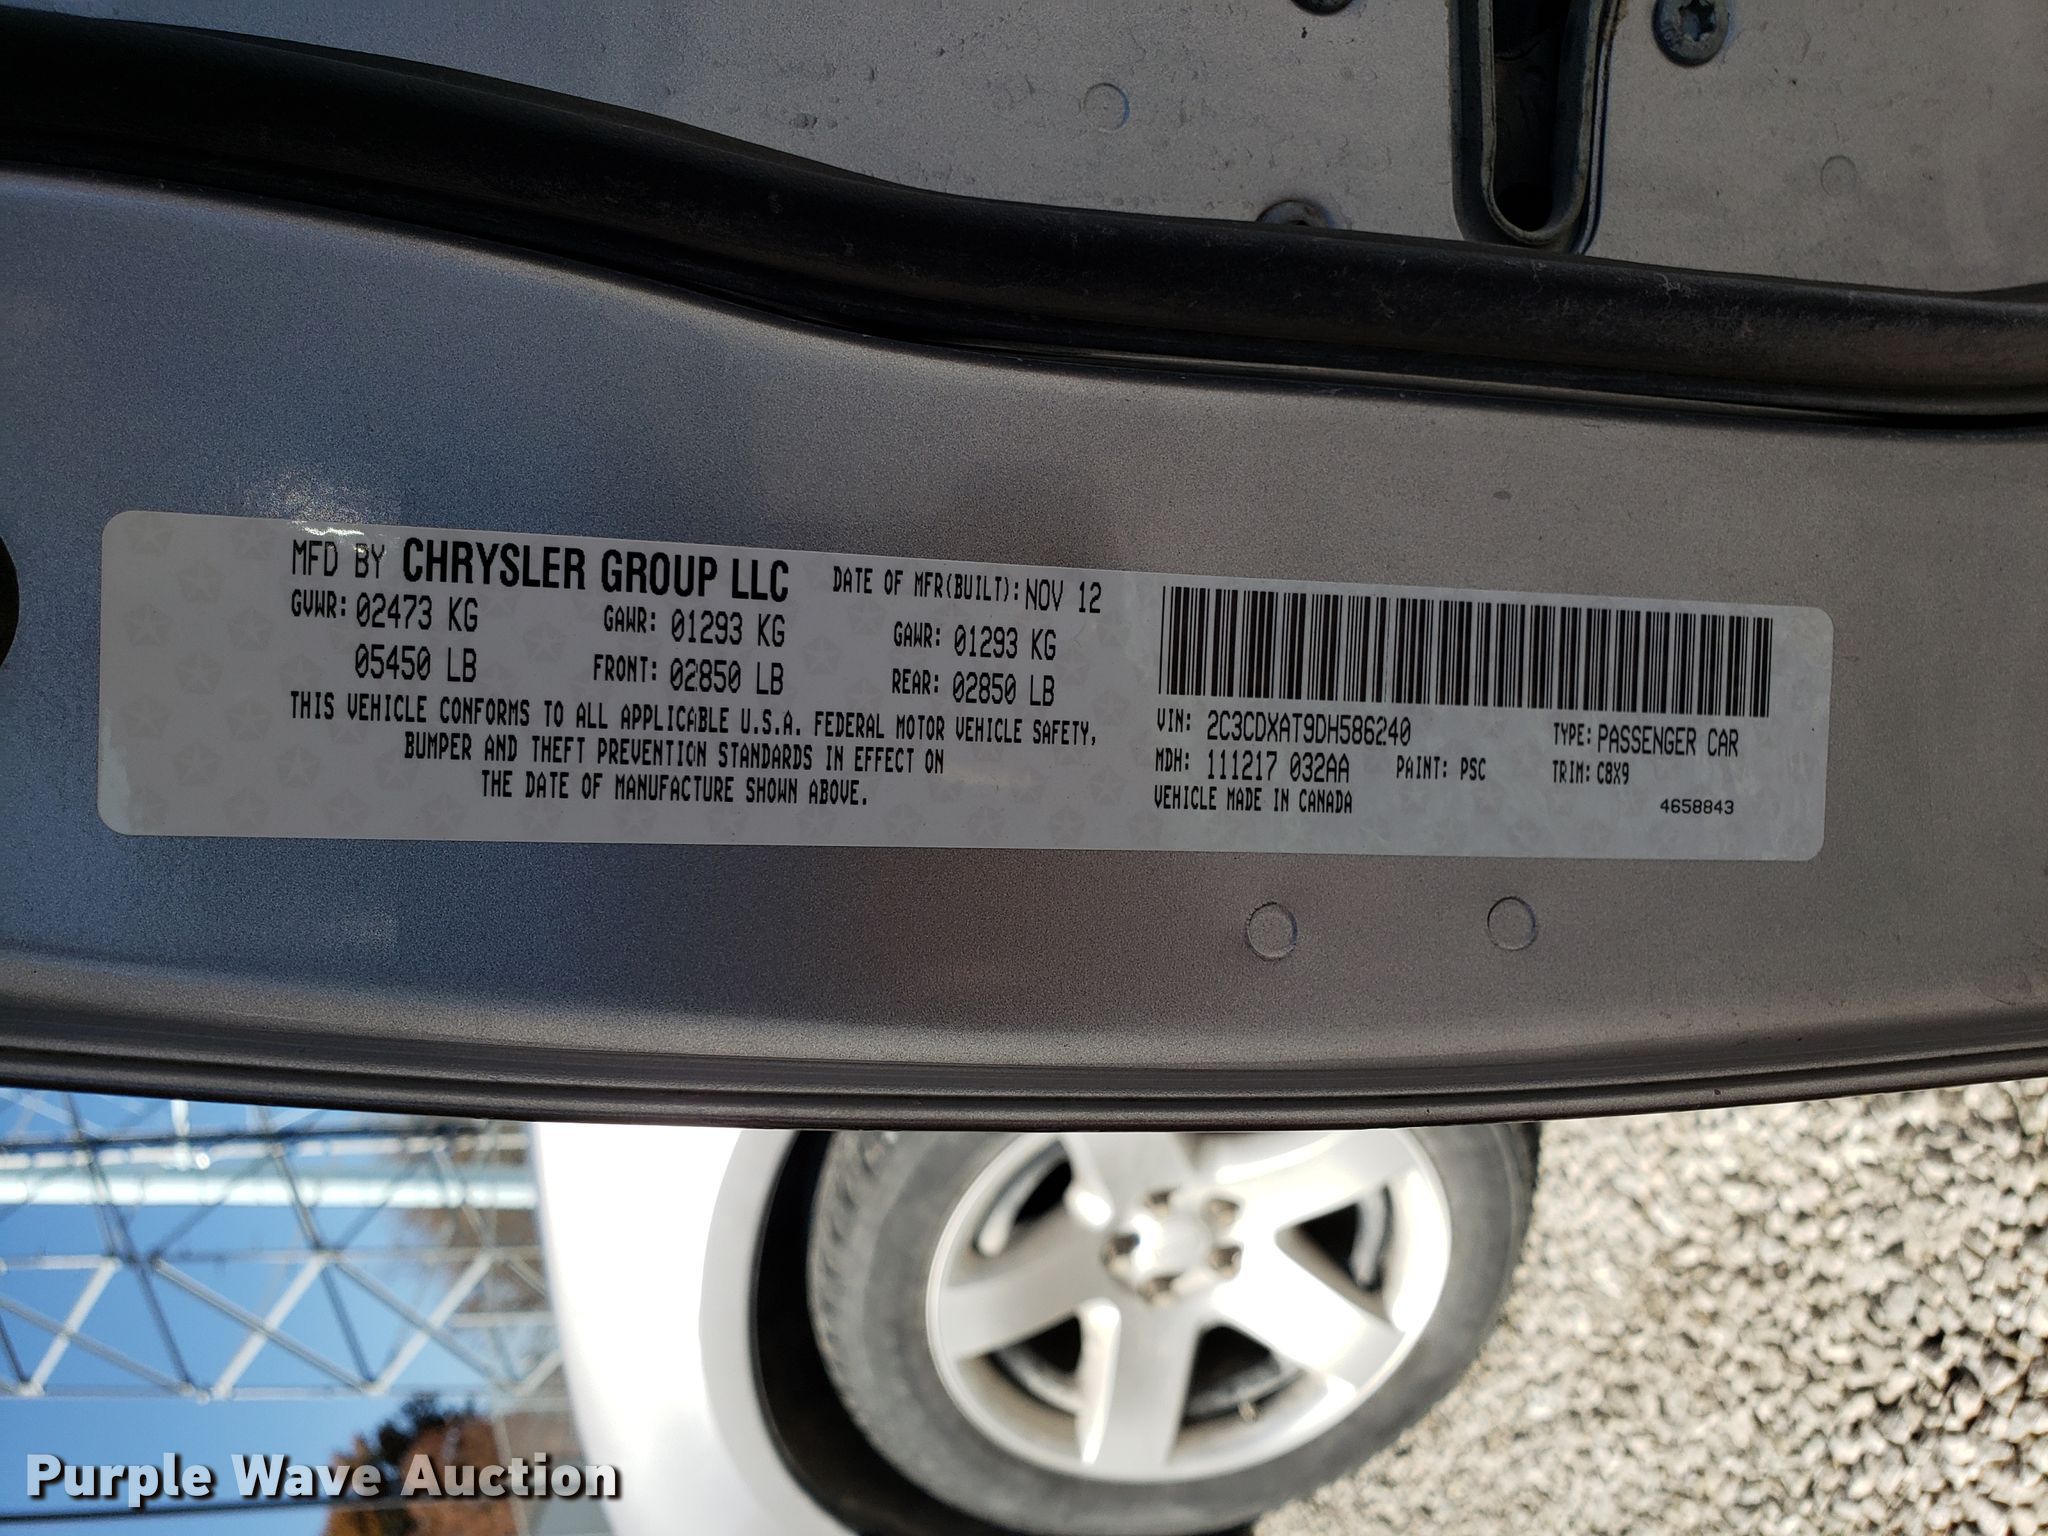 MFD BY CHRYSLER GROUP LLC DATE OF MFR(BUILT): NOV 12
GVWR: 02473 KG GAWR: 01293 KG GAWR: 01293 KG
05450 LB FRONT: 02850 LB REAR: 02850 LB
THIS VEHICLE CONFORMS TO ALL APPLICABLE U.S.A. FEDERAL MOTOR VEHICLE SAFETY,
BUMPER AND THEFT PREVENTION STANDARDS IN EFFECT ON
THE DATE OF MANUFACTURE SHOWN ABOVE.
VIN: 2C3CDXAT9DH586240 TYPE: PASSENGER CAR
MDH: 111217 032AA PAINT: PSC TRIM: C8X9
VEHICLE MADE IN CANADA 4658843
Purple Wave Auction